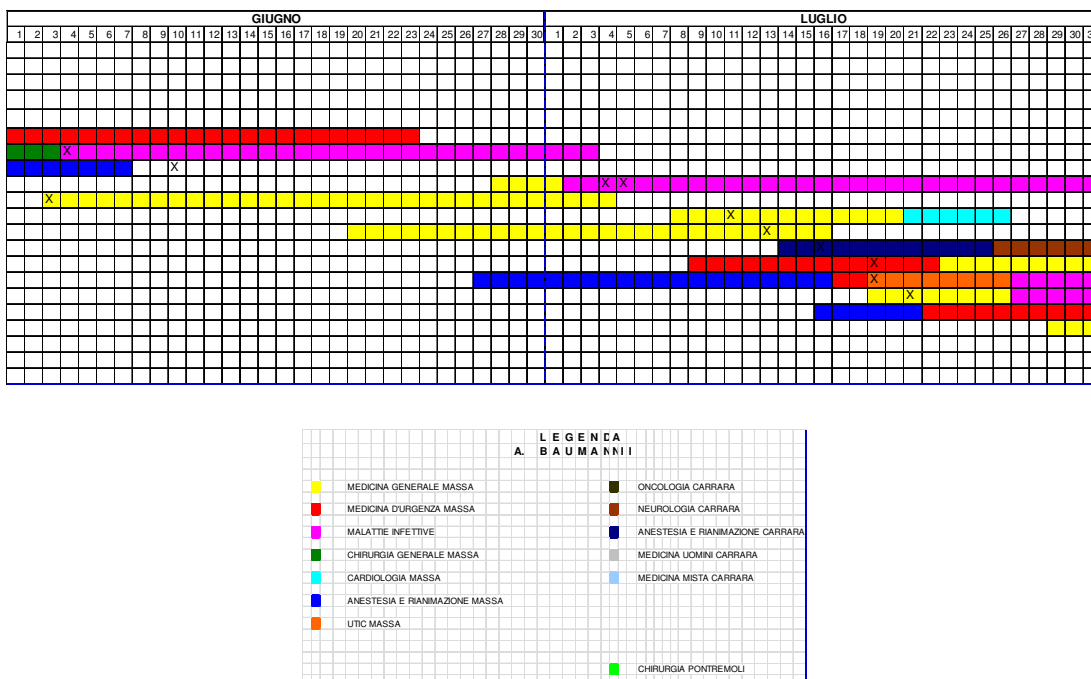 GIUGNO LUGLIO
1 2 3 4 5 6 7 8 9 10 11 12 13 14 15 16 17 18 19 20 21 22 23 24 25 26 27 28 29 30 1 2 3 4 5 6 7 8 9 10 11 12 13 14 15 16 17 18 19 20 21 22 23 24 25 26 27 28 29 30
X
X
X X
X
X
X
X
X
X
X
LEGENDA
A. BAUMANNII
MEDICINA GENERALE MASSA ONCOLOGIA CARRARA
MEDICINA D'URGENZA MASSA NEUROLOGIA CARRARA
MALATTIE INFETTIVE ANESTESIA E RIANIMAZIONE CARRARA
CHIRURGIA GENERALE MASSA MEDICINA UOMINI CARRARA
CARDIOLOGIA MASSA MEDICINA MISTA CARRARA
ANESTESIA E RIANIMAZIONE MASSA
UTIC MASSA
CHIRURGIA PONTREMOLI